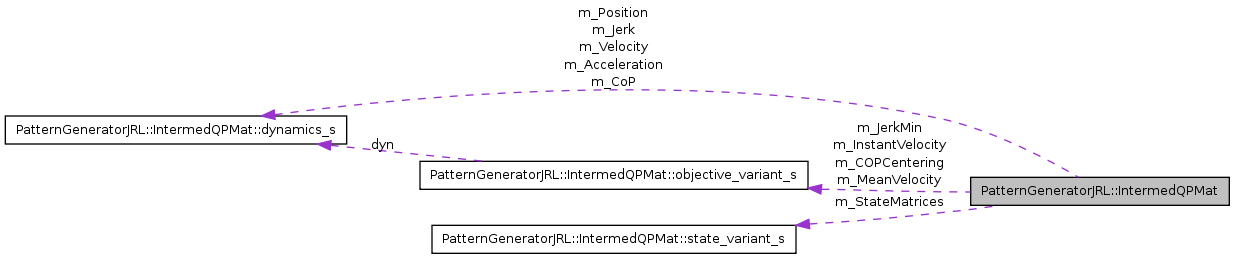 m_Position
m_Jerk
m_Velocity
m_Acceleration
m_CoP
PatternGeneratorJRL::IntermedQPMat::dynamics_s
dyn
m_JerkMin
m_InstantVelocity
m_COPCentering
m_MeanVelocity
PatternGeneratorJRL::IntermedQPMat::objective_variant_s
PatternGeneratorJRL::IntermedQPMat
m_StateMatrices
PatternGeneratorJRL::IntermedQPMat::state_variant_s